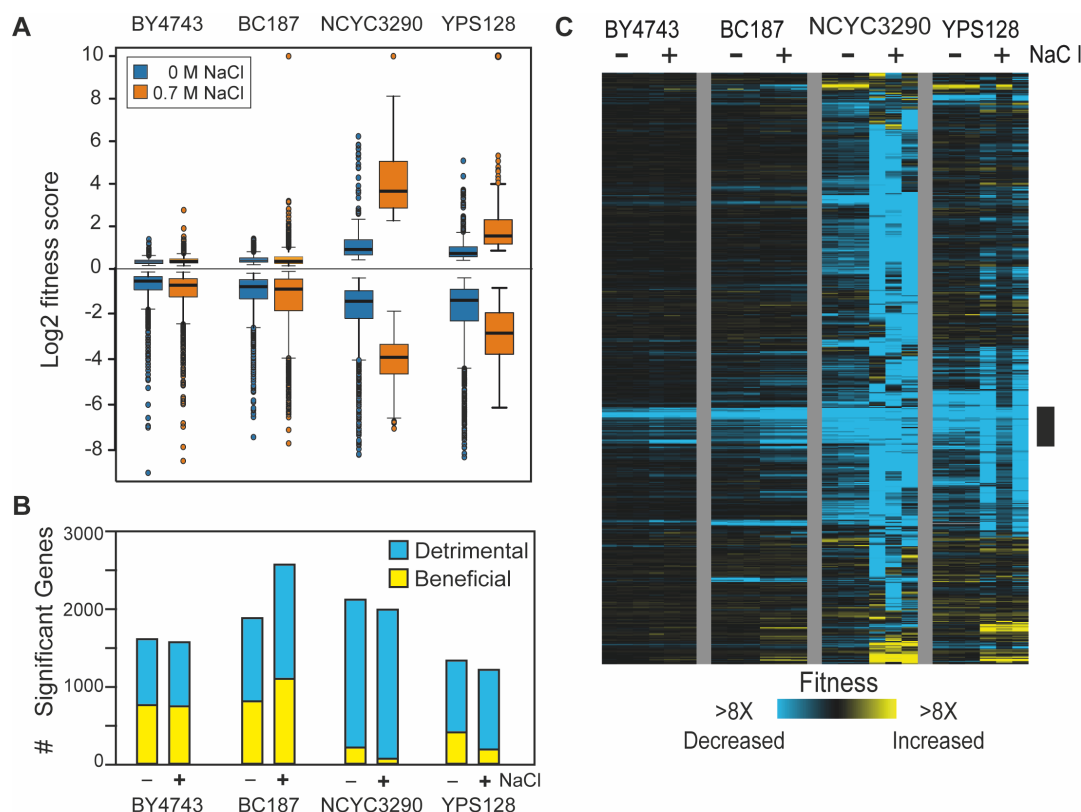 A
BY4743 BC187 NCYC3290 YPS128
10
8
6
4
2
0
-2
-4
-6
-8
Log2 fitness score
0 M NaCl
0.7 M NaCl
B
3000
2000
1000
0
# Significant Genes
Detrimental
Beneficial
– + – + – + – + NaCl
BY4743 BC187 NCYC3290 YPS128
C
BY4743 BC187 NCYC3290 YPS128
– + – + – + – + NaC l
Fitness
>8X >8X
Decreased Increased